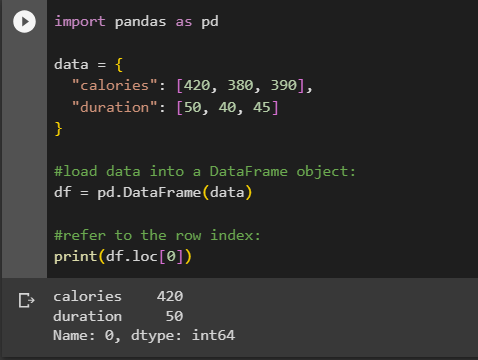 import pandas as pd
data = {
  "calories": [420, 380, 390],
  "duration": [50, 40, 45]
}
#load data into a DataFrame object:
df = pd.DataFrame(data)
#refer to the row index:
print(df.loc[0])
calories    420
duration     50
Name: 0, dtype: int64